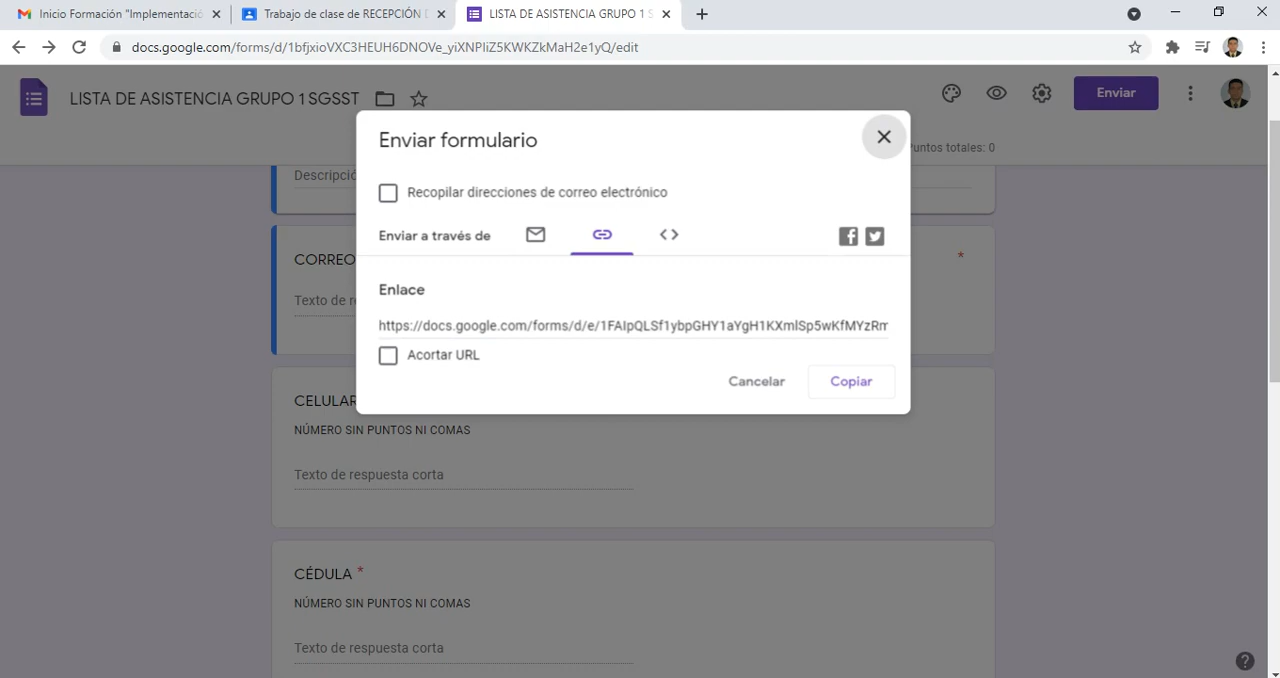 Inicio Formación "Implementació
Trabajo de clase de RECEPCIÓN D
LISTA DE ASISTENCIA GRUPO 1 S
docs.google.com/forms/d/1bfjxioVXC3HEUH6DNOVe_yiXNPIiZ5KWKZkMaH2e1yQ/edit
LISTA DE ASISTENCIA GRUPO 1 SGSST
Enviar
Puntos totales: 0
Descripció
Enviar formulario
Recopilar direcciones de correo electrónico
Enviar a través de
CORREO
*
Texto de r
Enlace
https://docs.google.com/forms/d/e/1FAIpQLSf1ybpGHY1aYgH1KXmlSp5wKfMYzRm
Acortar URL
Cancelar
Copiar
CELULAR
NÚMERO SIN PUNTOS NI COMAS
Texto de respuesta corta
CÉDULA *
NÚMERO SIN PUNTOS NI COMAS
Texto de respuesta corta